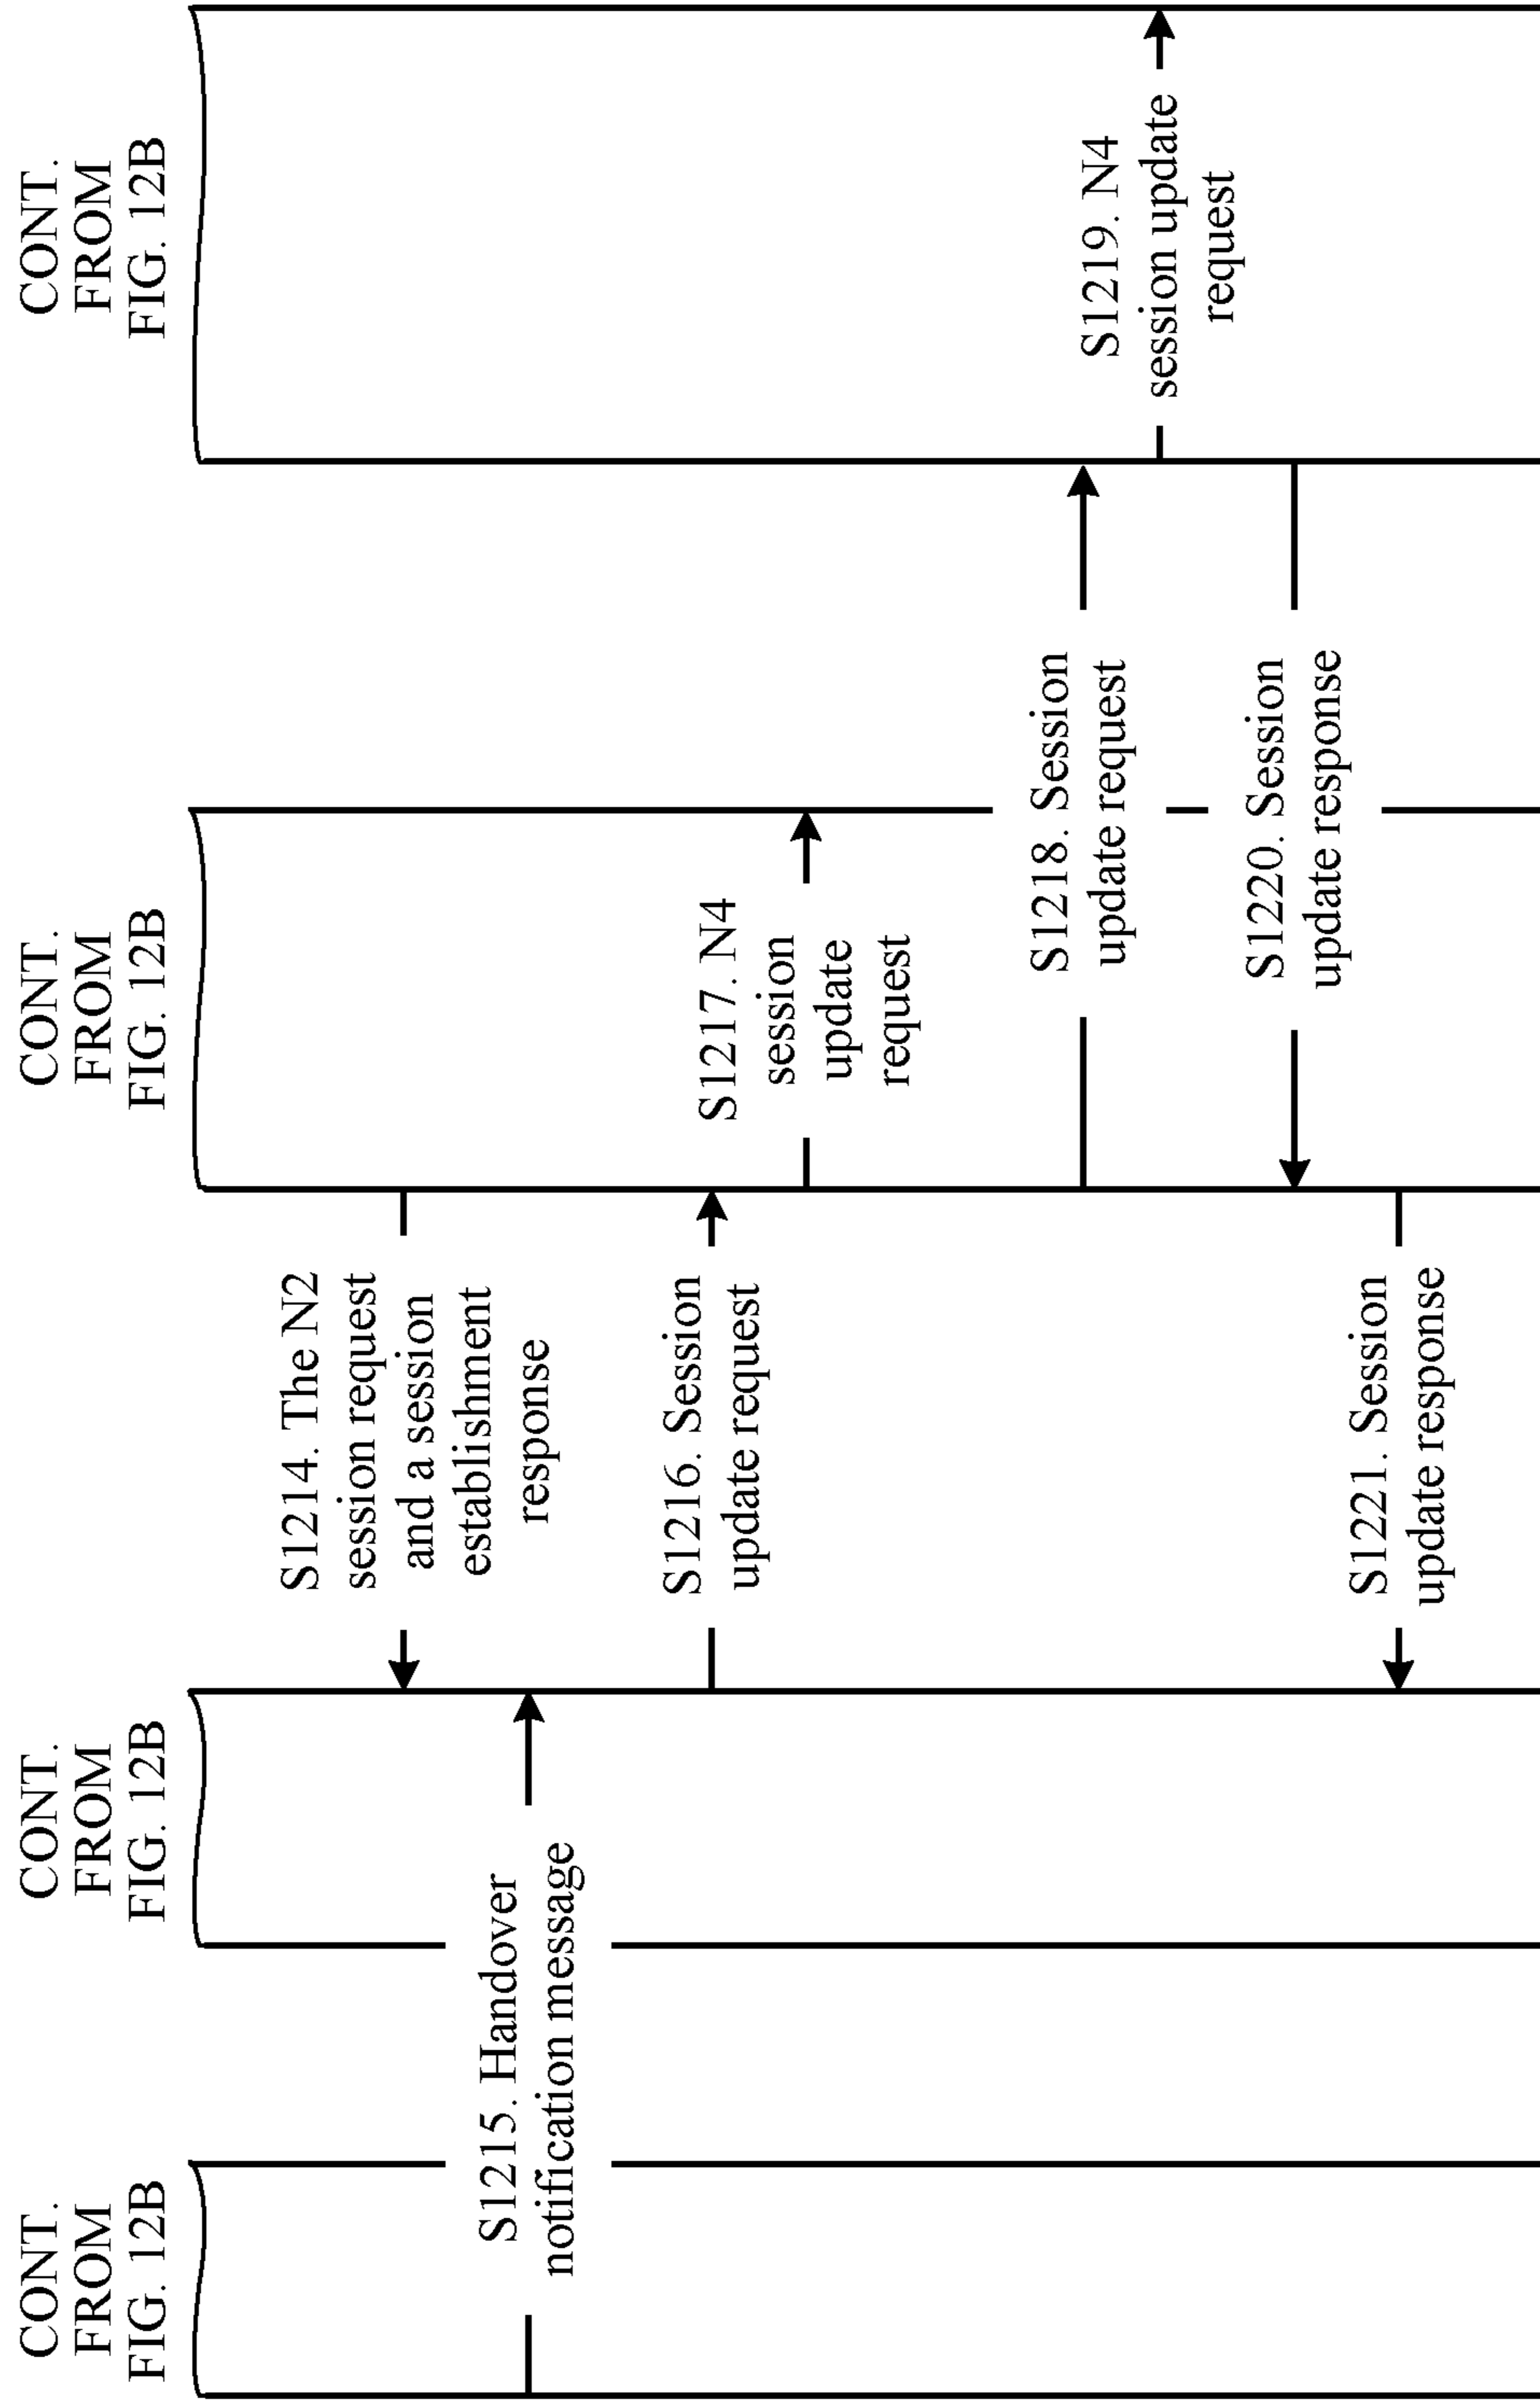 CONT.
FROM
FIG. 12B
CONT.
FROM
FIG. 12B
CONT.
FROM
FIG. 12B
CONT.
FROM
FIG. 12B
S1214. The N2
session request
and a session
establishment
response
S1215. Handover
notification message
S1216. Session
update request
S1217. N4
session
update
request
S1218. Session
update request
S1219. N4
session update
request
S1220. Session
update response
S1221. Session
update response